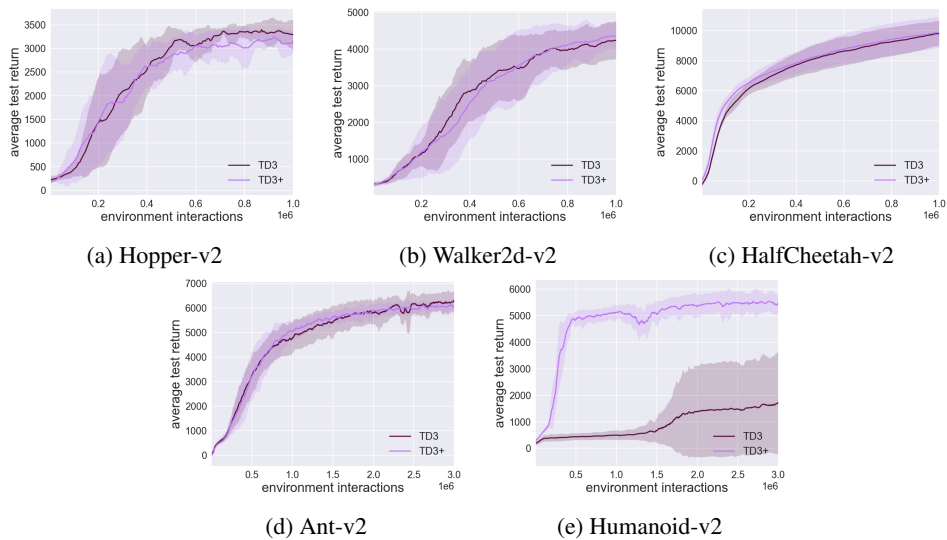 3500
3000
2500
2000
1500
1000
500
0
average test return
TD3
TD3+
0.2 0.4 0.6 0.8 1.0
environment interactions 1e6
(a) Hopper-v2
5000
4000
3000
2000
1000
average test return
TD3
TD3+
0.2 0.4 0.6 0.8 1.0
environment interactions 1e6
(b) Walker2d-v2
10000
8000
6000
4000
2000
0
average test return
TD3
TD3+
0.2 0.4 0.6 0.8 1.0
environment interactions 1e6
(c) HalfCheetah-v2
7000
6000
5000
4000
3000
2000
1000
0
average test return
TD3
TD3+
0.5 1.0 1.5 2.0 2.5 3.0
environment interactions 1e6
(d) Ant-v2
6000
5000
4000
3000
2000
1000
0
average test return
TD3
TD3+
0.5 1.0 1.5 2.0 2.5 3.0
environment interactions 1e6
(e) Humanoid-v2